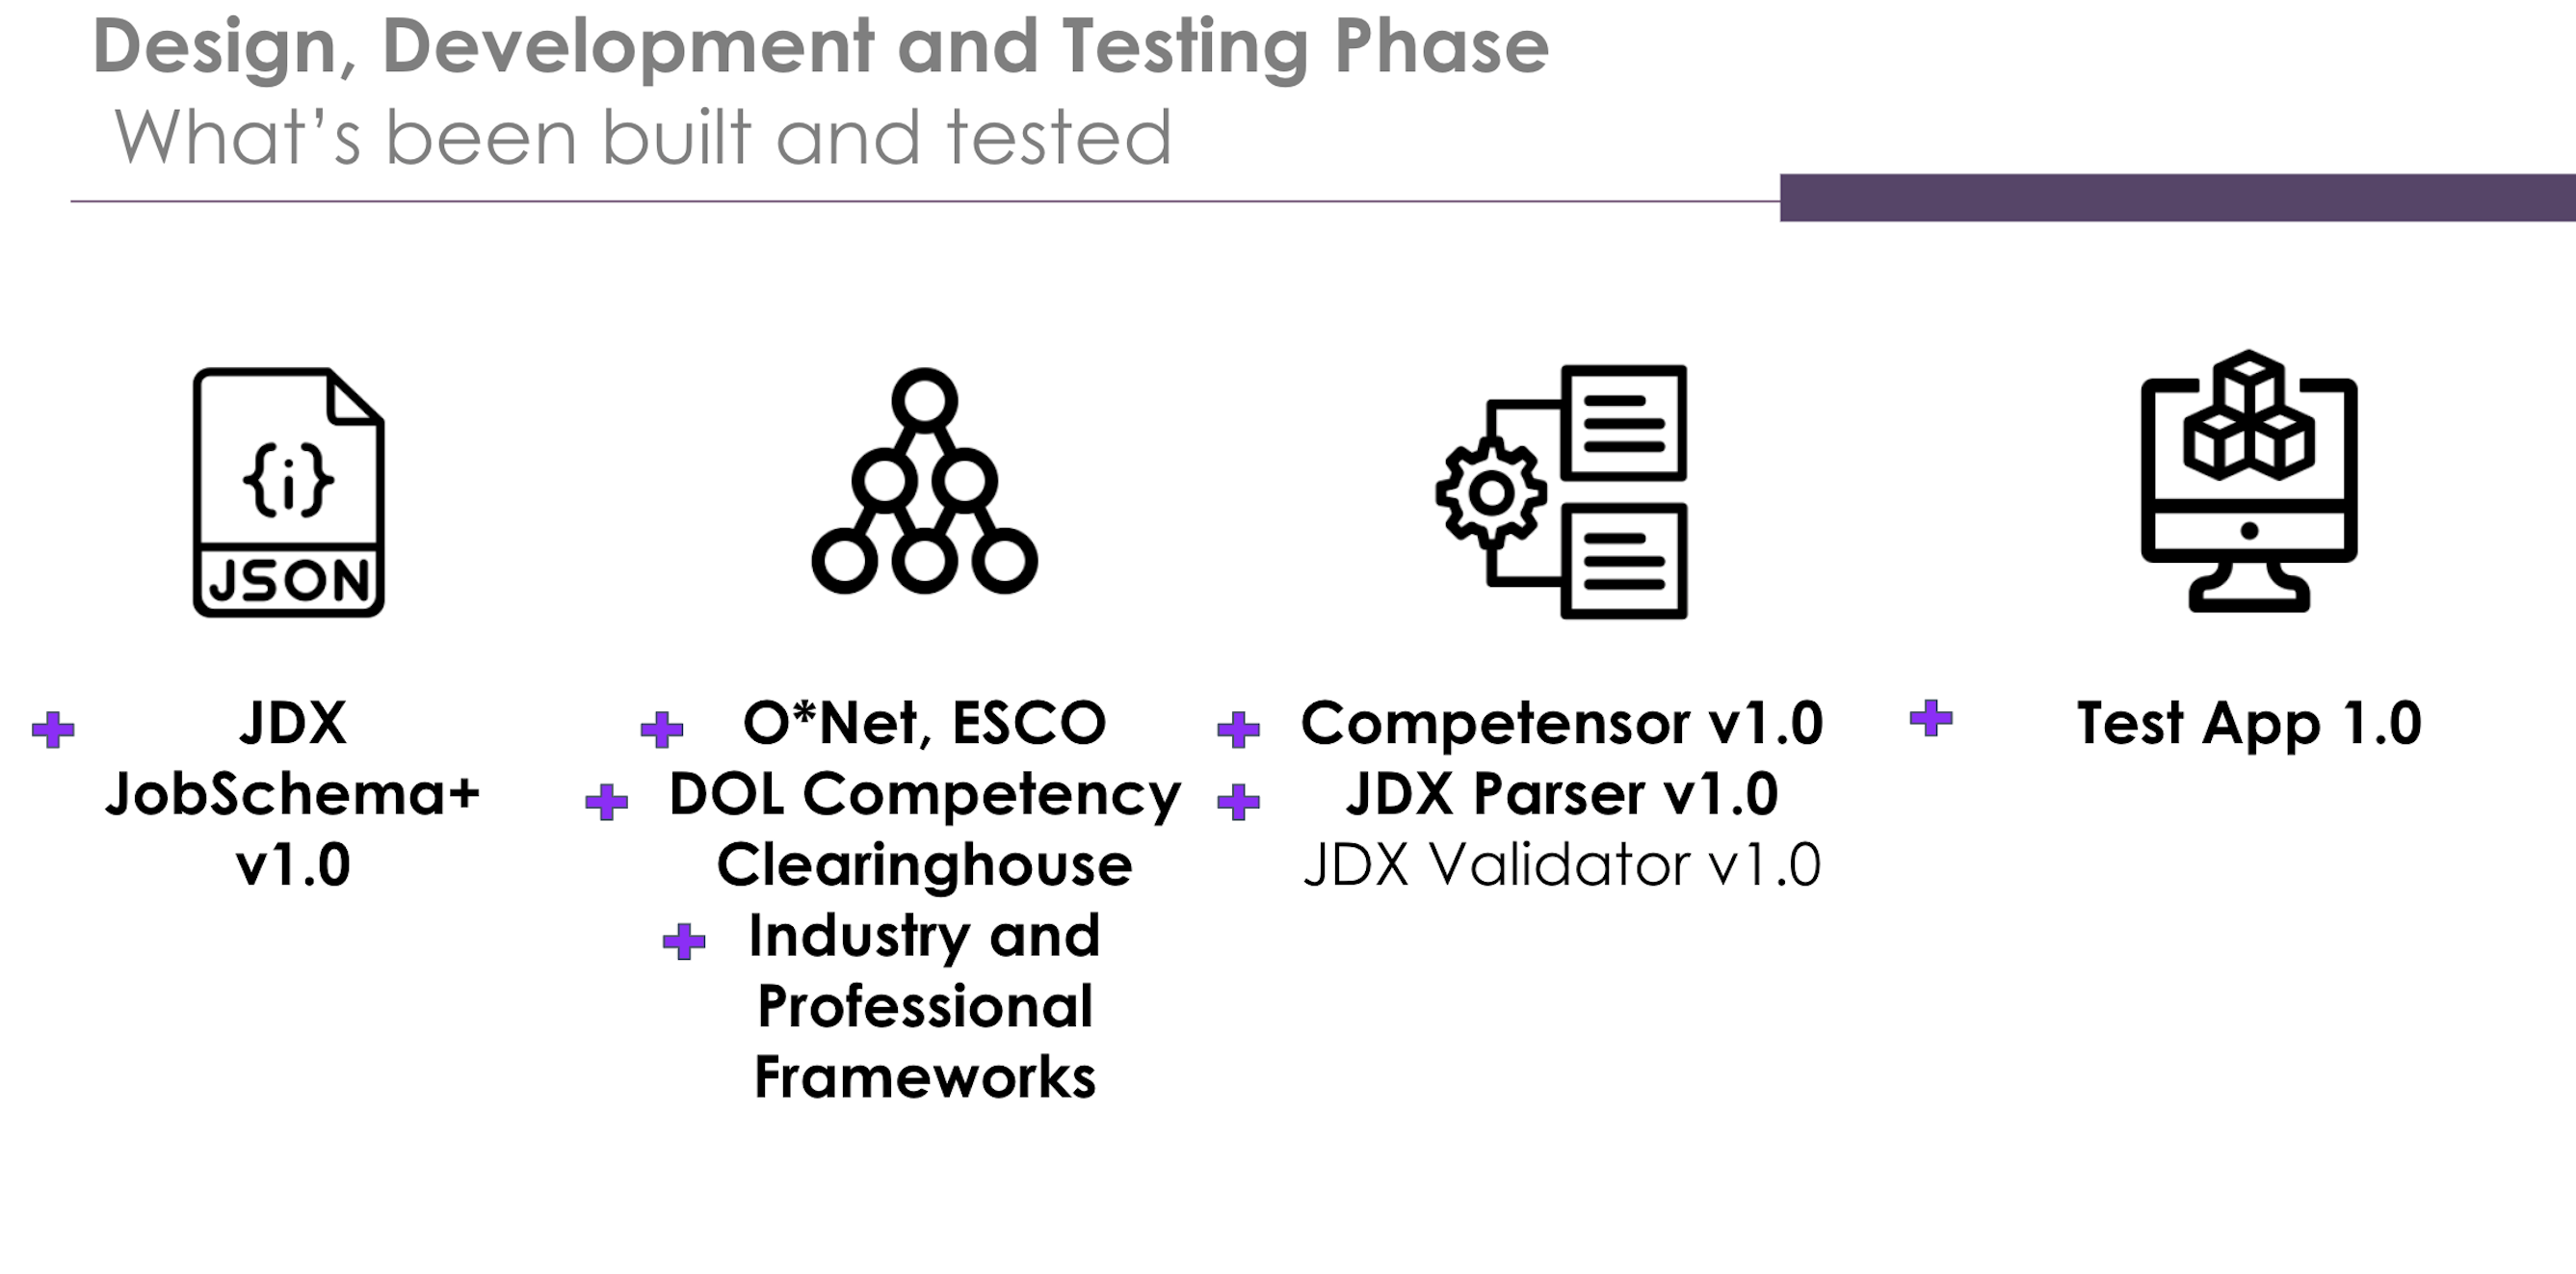 Design, Development and Testing Phase
What's been built and tested
{i}
JSON
JDX
JobSchema+
v1.0
O*Net, ESCO
DOL Competency
Clearinghouse
Industry and
Professional
Frameworks
Competensor v1.0
JDX Parser v1.0
JDX Validator v1.0
Test App 1.0